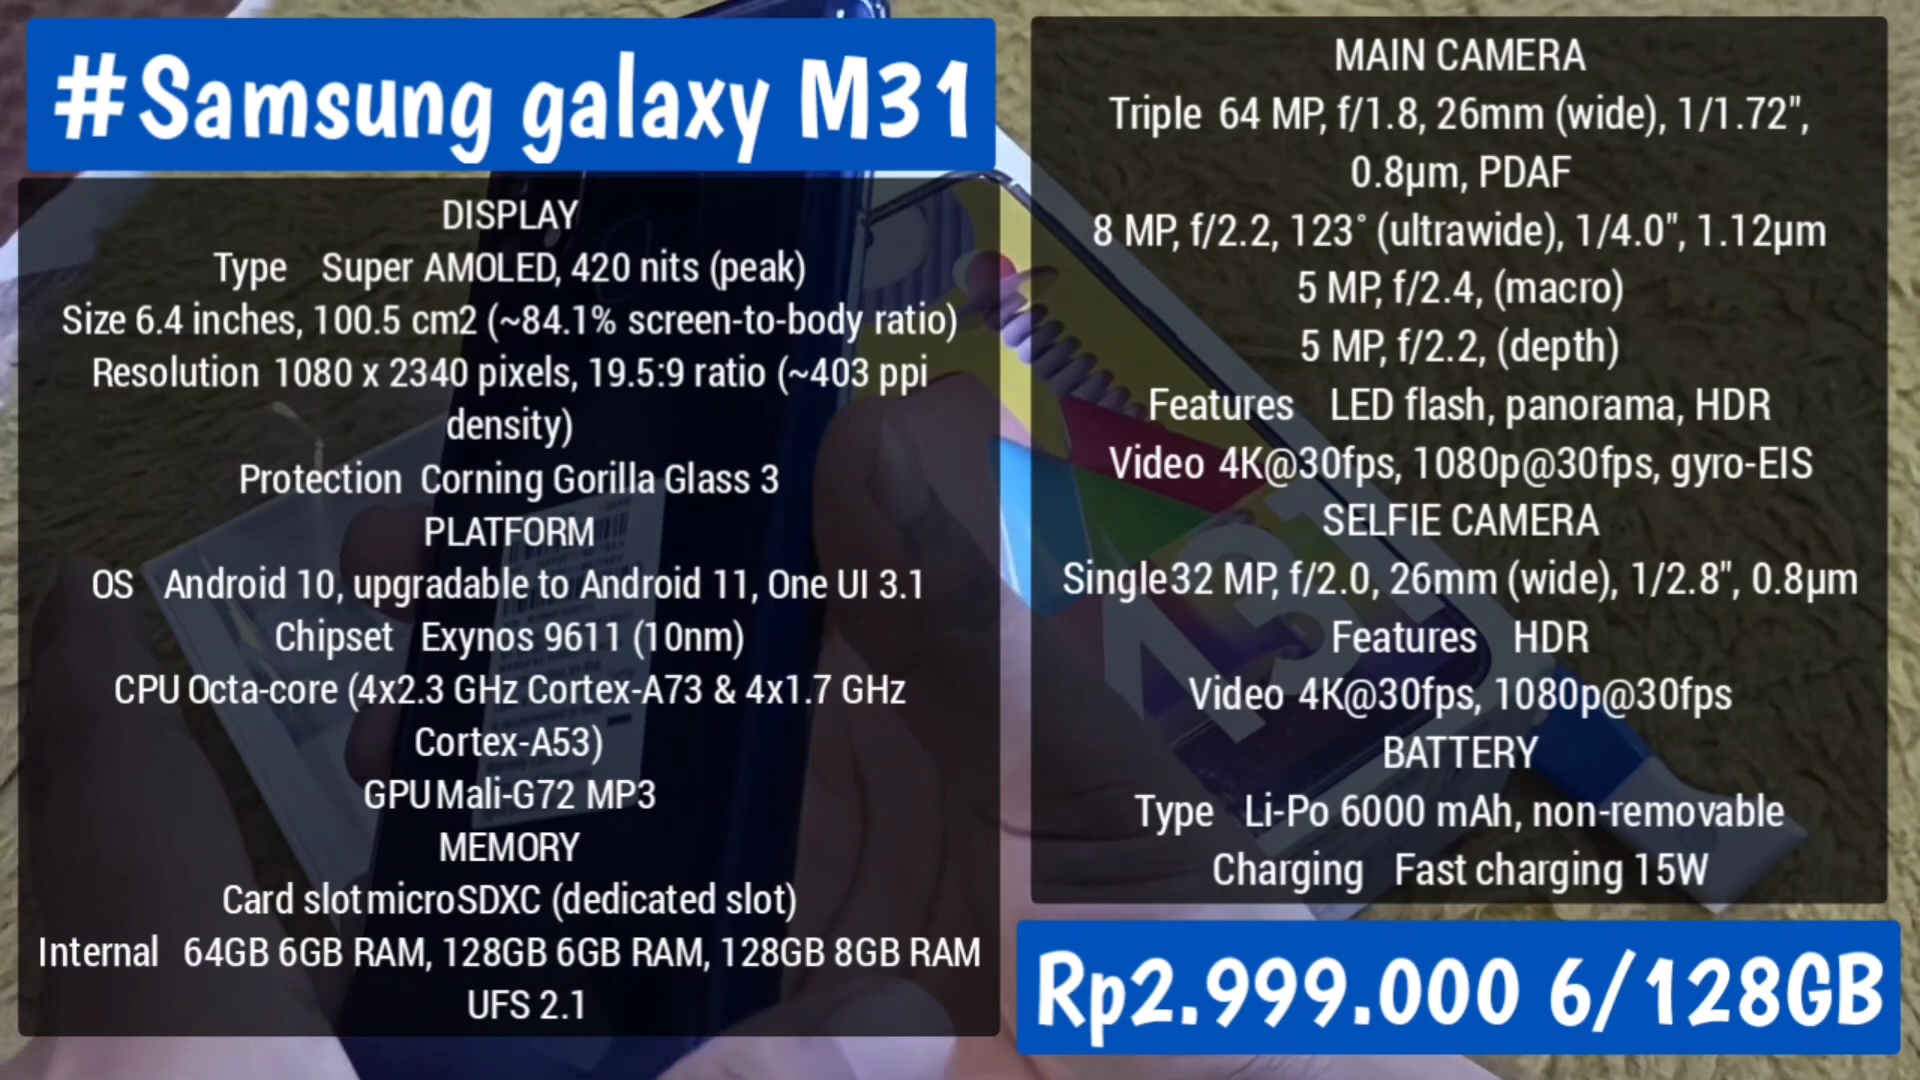 #Samsung galaxy M31
DISPLAY
Type Super AMOLED, 420 nits (peak)
Size 6.4 inches, 100.5 cm2 (~84.1% screen-to-body ratio)
Resolution 1080 x 2340 pixels, 19.5:9 ratio (~403 ppi
density)
Protection Corning Gorilla Glass 3
PLATFORM
OS Android 10, upgradable to Android 11, One UI 3.1
Chipset Exynos 9611 (10nm)
CPU Octa-core (4x2.3 GHz Cortex-A73 & 4x1.7 GHz
Cortex-A53)
GPU Mali-G72 MP3
MEMORY
Card slot microSDXC (dedicated slot)
Internal 64GB 6GB RAM, 128GB 6GB RAM, 128GB 8GB RAM
UFS 2.1
MAIN CAMERA
Triple 64 MP, f/1.8, 26mm (wide), 1/1.72",
0.8µm, PDAF
8 MP, f/2.2, 123˚ (ultrawide), 1/4.0", 1.12µm
5 MP, f/2.4, (macro)
5 MP, f/2.2, (depth)
Features LED flash, panorama, HDR
Video 4K@30fps, 1080p@30fps, gyro-EIS
SELFIE CAMERA
Single 32 MP, f/2.0, 26mm (wide), 1/2.8", 0.8µm
Features HDR
Video 4K@30fps, 1080p@30fps
BATTERY
Type Li-Po 6000 mAh, non-removable
Charging Fast charging 15W
Rp2.999.000 6/128GB